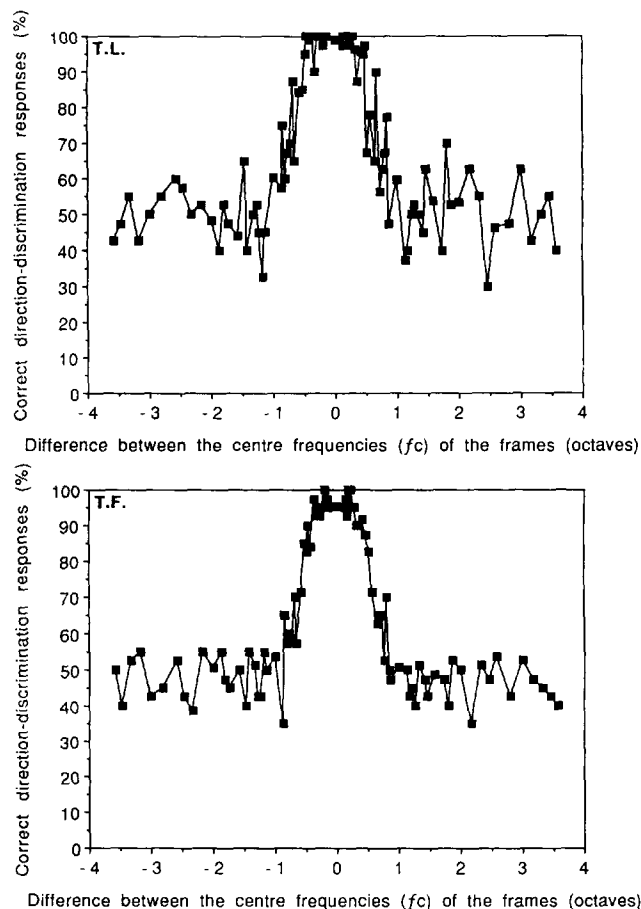 Correct direction-discrimination responses (%)
T.L.
100
90
80
70
60
50
40
30
20
10
0
-4 -3 -2 -1 0 1 2 3 4
Difference between the centre frequencies (fc) of the frames (octaves)
Correct direction-discrimination responses (%)
T.F.
100
90
80
70
60
50
40
30
20
10
0
-4 -3 -2 -1 0 1 2 3 4
Difference between the centre frequencies (fc) of the frames (octaves)